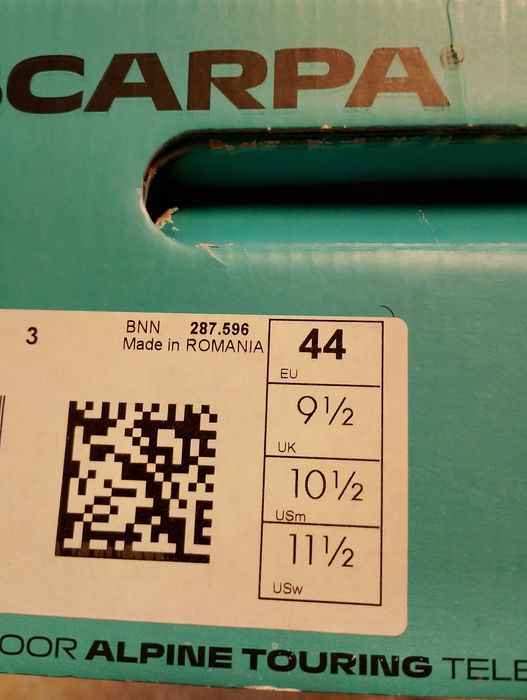 SCARPA®
3
BNN 287.596
Made in ROMANIA
44
EU
9½
UK
10½
USm
11½
USw
OOR ALPINE TOURING TELE